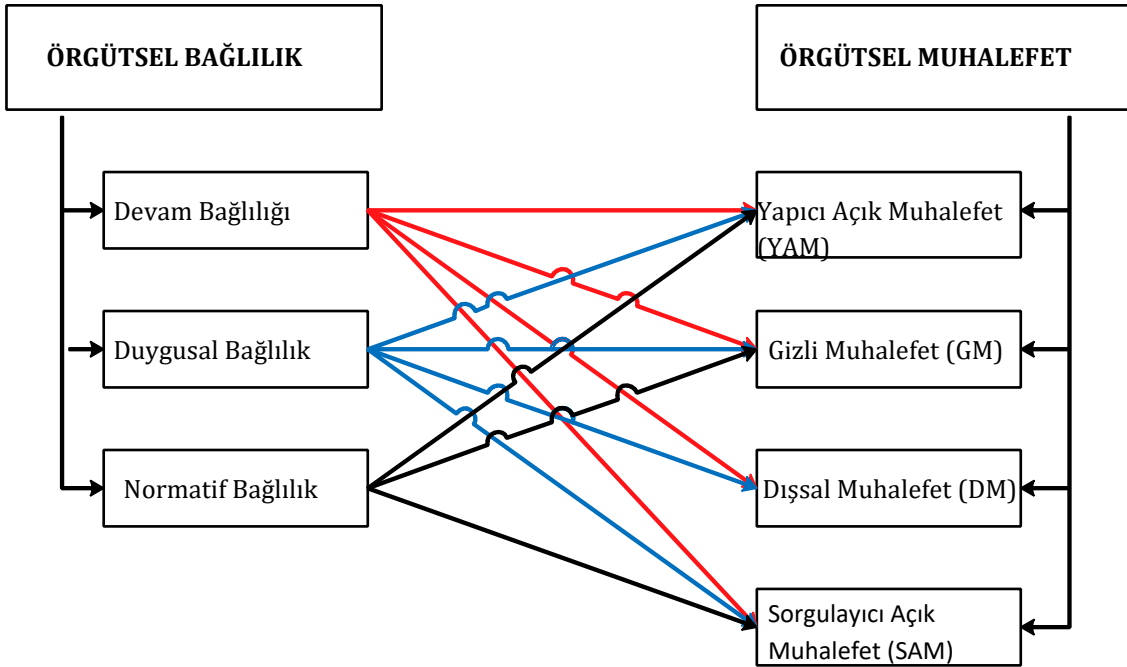 ÖRGÜTSEL BAĞLILIK
ÖRGÜTSEL MUHALEFET
Devam Bağlılığı
Duygusal Bağlılık
Normatif Bağlılık
Yapıcı Açık Muhalefet
(YAM)
Gizli Muhalefet (GM)
Dışsal Muhalefet (DM)
Sorgulayıcı Açık
Muhalefet (SAM)